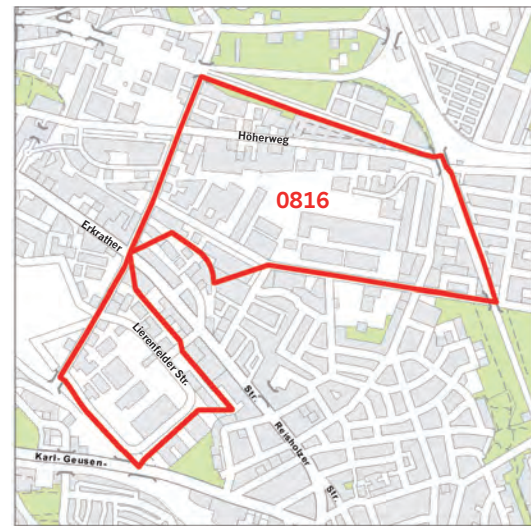 Höherweg
0816
Erkrather
Lierenfelder Str.
Str.
Reisholzer
Str.
Karl- Geusen-